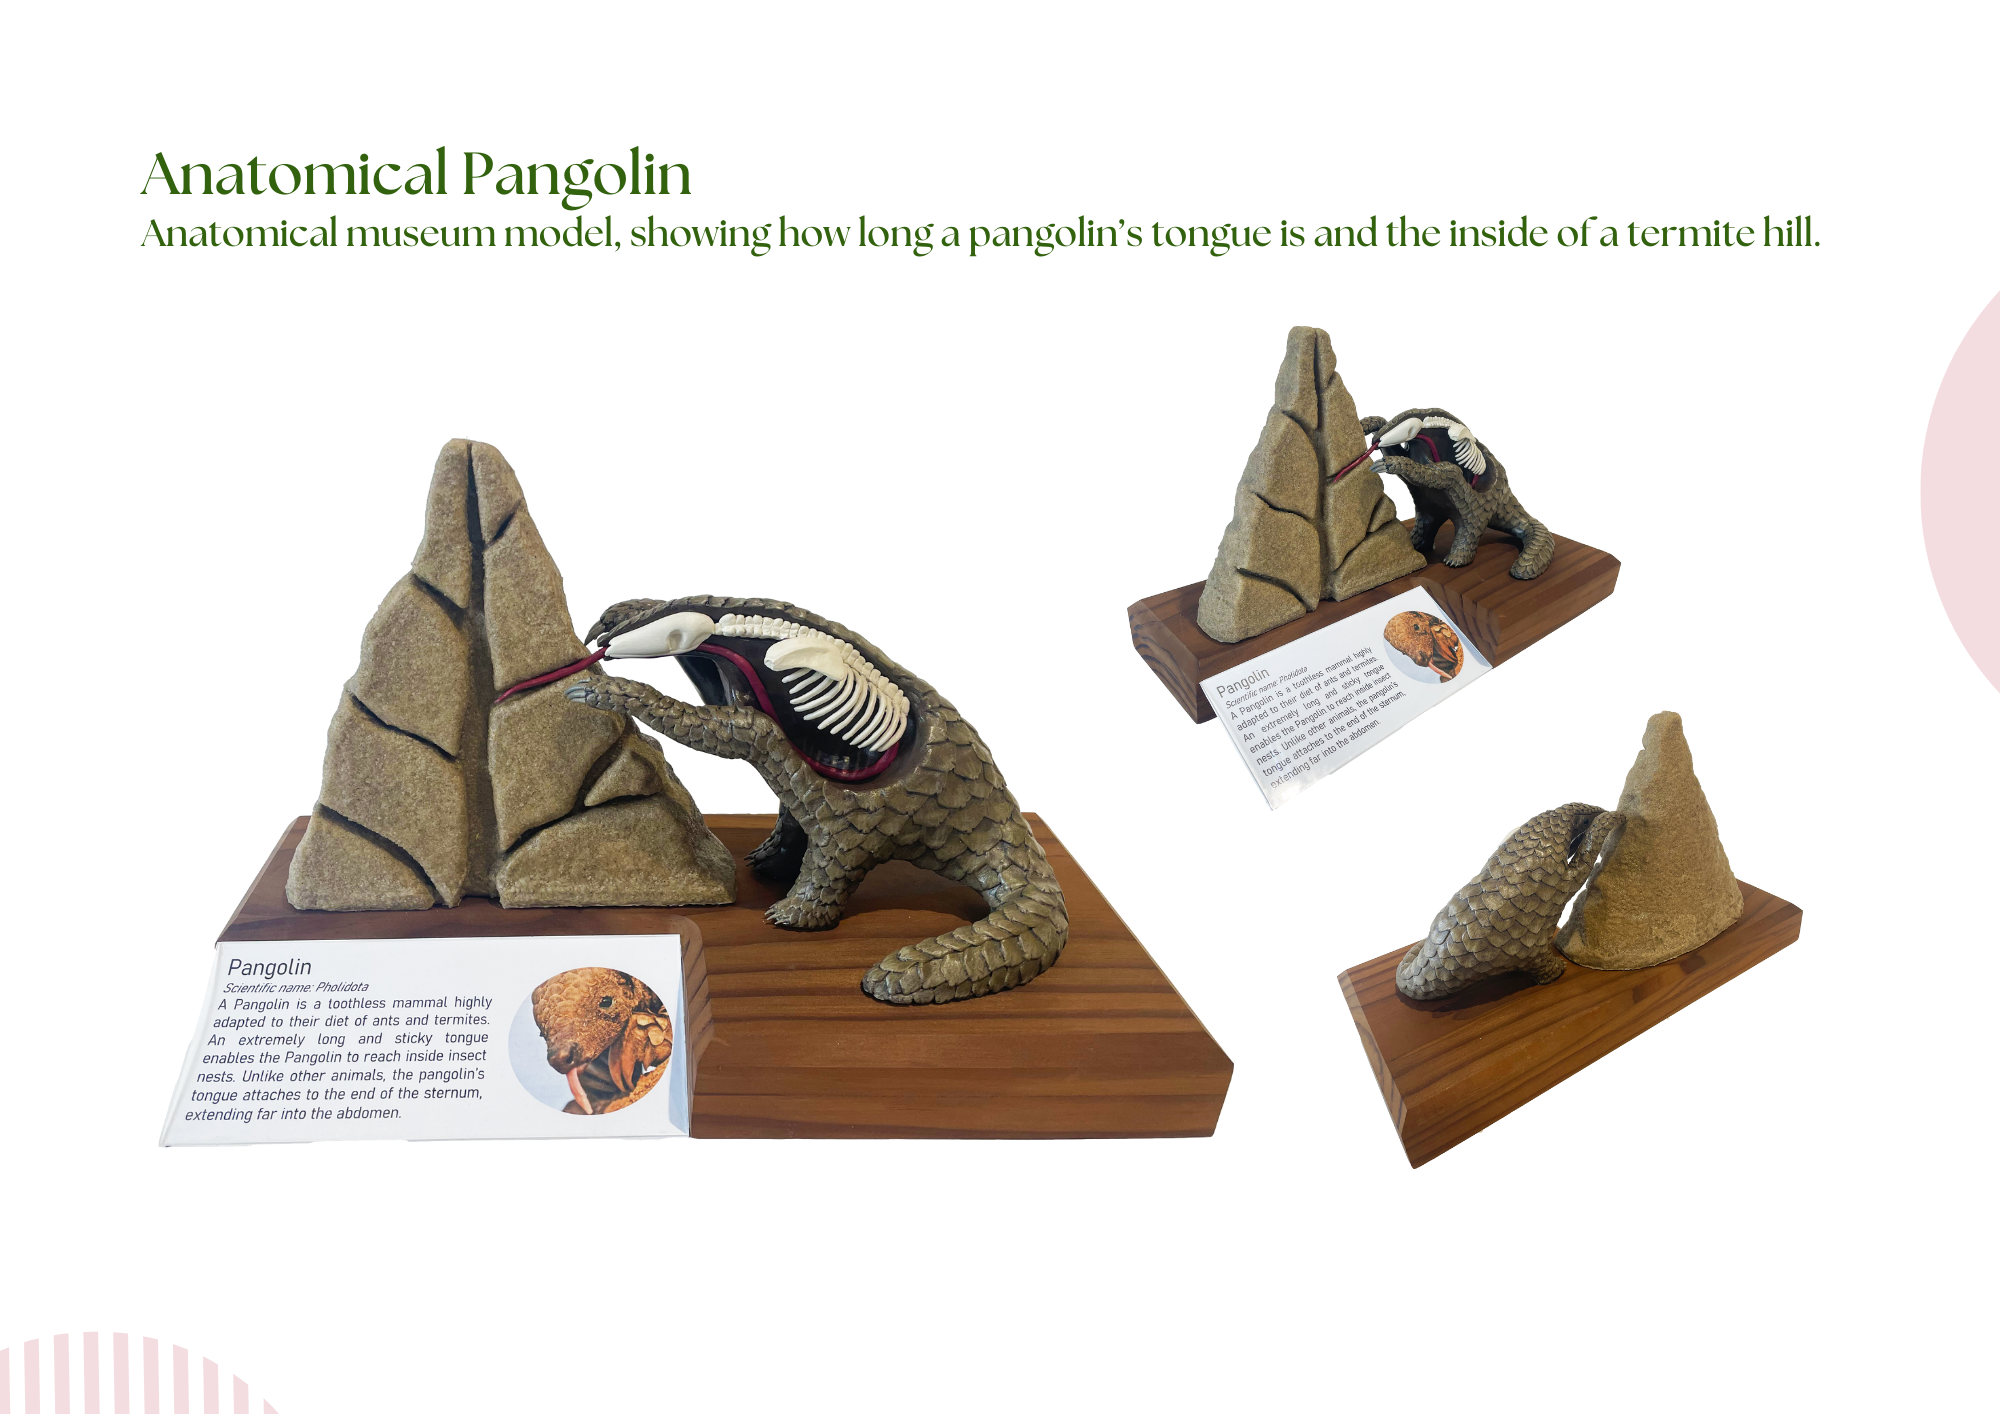 Anatomical Pangolin
Anatomical museum model, showing how long a pangolin's tongue is and the inside of a termite hill.
Pangolin
Scientific name: Pholidota
A Pangolin is a toothless mammal highly
adapted to their diet of ants and termites.
An extremely long and sticky tongue
enables the Pangolin to reach inside insect
nests. Unlike other animals, the pangolin's
tongue attaches to the end of the sternum,
extending far into the abdomen.
Pangolin
Scientific name: Pholidota
A Pangolin is a toothless mammal highly
adapted to their diet of ants and termites.
An extremely long and sticky tongue
enables the Pangolin to reach inside insect
nests. Unlike other animals, the pangolin's
tongue attaches to the end of the sternum,
extending far into the abdomen.